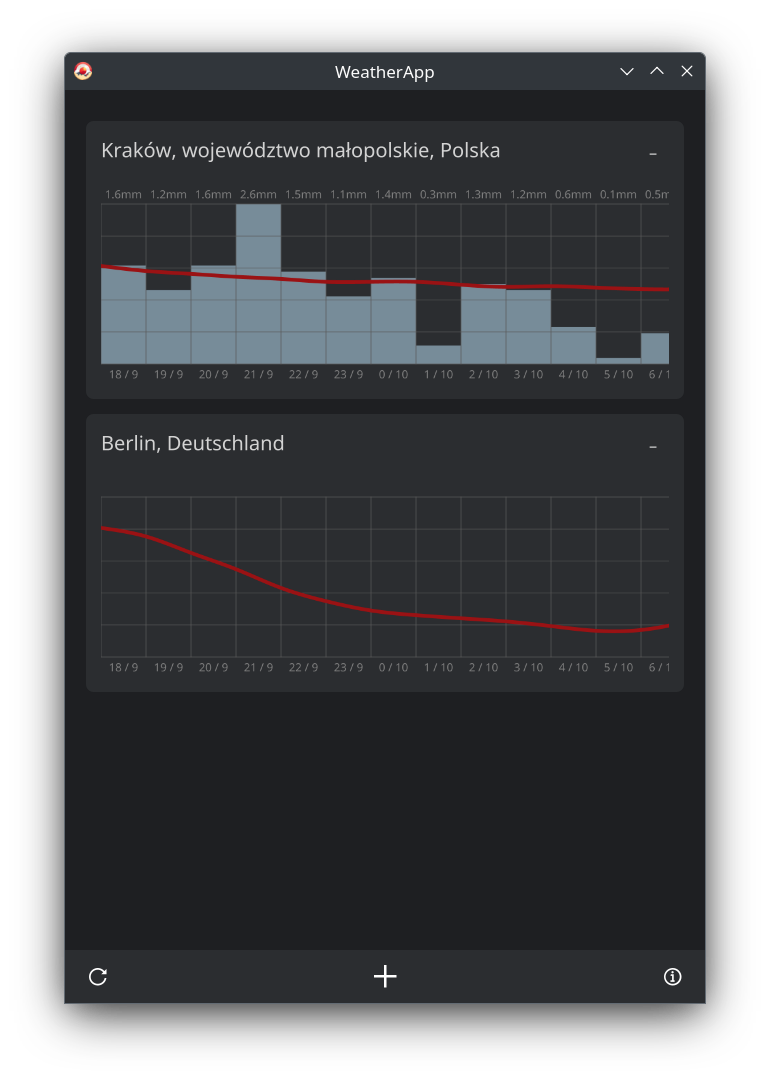 WeatherApp
Kraków, województwo małopolskie, Polska
-
1.6mm 1.2mm 1.6mm 2.6mm 1.5mm 1.1mm 1.4mm 0.3mm 1.3mm 1.2mm 0.6mm 0.1mm 0.5m
18 / 9 19 / 9 20 / 9 21 / 9 22 / 9 23 / 9 0 / 10 1 / 10 2 / 10 3 / 10 4 / 10 5 / 10 6 / 1
Berlin, Deutschland
-
18 / 9 19 / 9 20 / 9 21 / 9 22 / 9 23 / 9 0 / 10 1 / 10 2 / 10 3 / 10 4 / 10 5 / 10 6 / 1